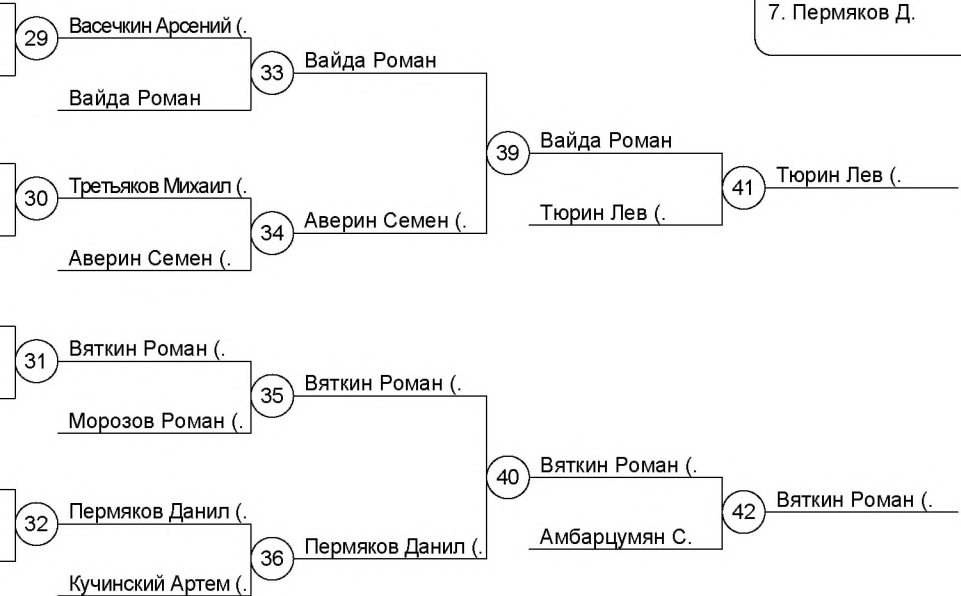 7. Пермяков Д.
29
Васечкин Арсений (.
33
Вайда Роман
Вайда Роман
39
Вайда Роман
41
Тюрин Лев (.
30
Третьяков Михаил (.
34
Аверин Семен (.
Тюрин Лев (.
Аверин Семен (.
31
Вяткин Роман (.
35
Вяткин Роман (.
Морозов Роман (.
40
Вяткин Роман (.
42
Вяткин Роман (.
32
Пермяков Данил (.
36
Пермяков Данил (.
Амбарцумян С.
Кучинский Артем (.